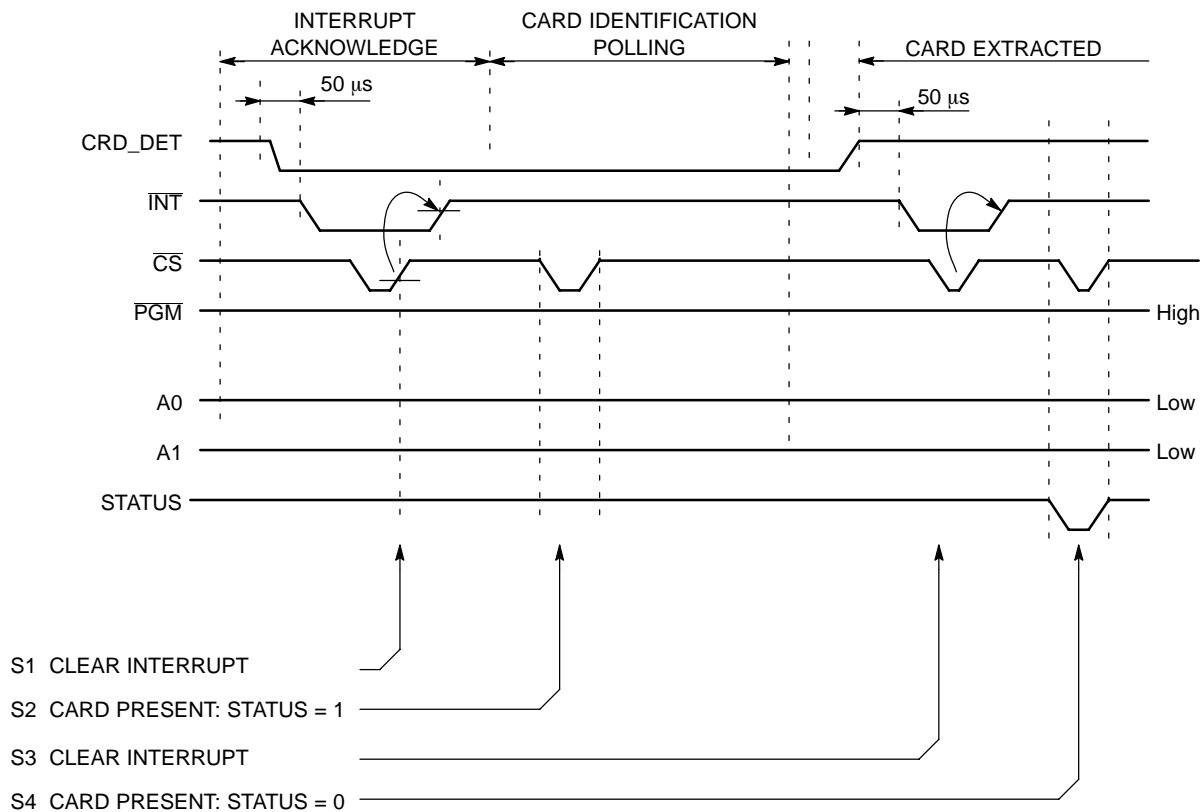 INTERRUPT
ACKNOWLEDGE
CARD IDENTIFICATION
POLLING
CARD EXTRACTED
50 μs
50 μs
CRD_DET
INT
CS
PGM
High
A0
Low
A1
Low
STATUS
S1 CLEAR INTERRUPT
S2 CARD PRESENT: STATUS = 1
S3 CLEAR INTERRUPT
S4 CARD PRESENT: STATUS = 0